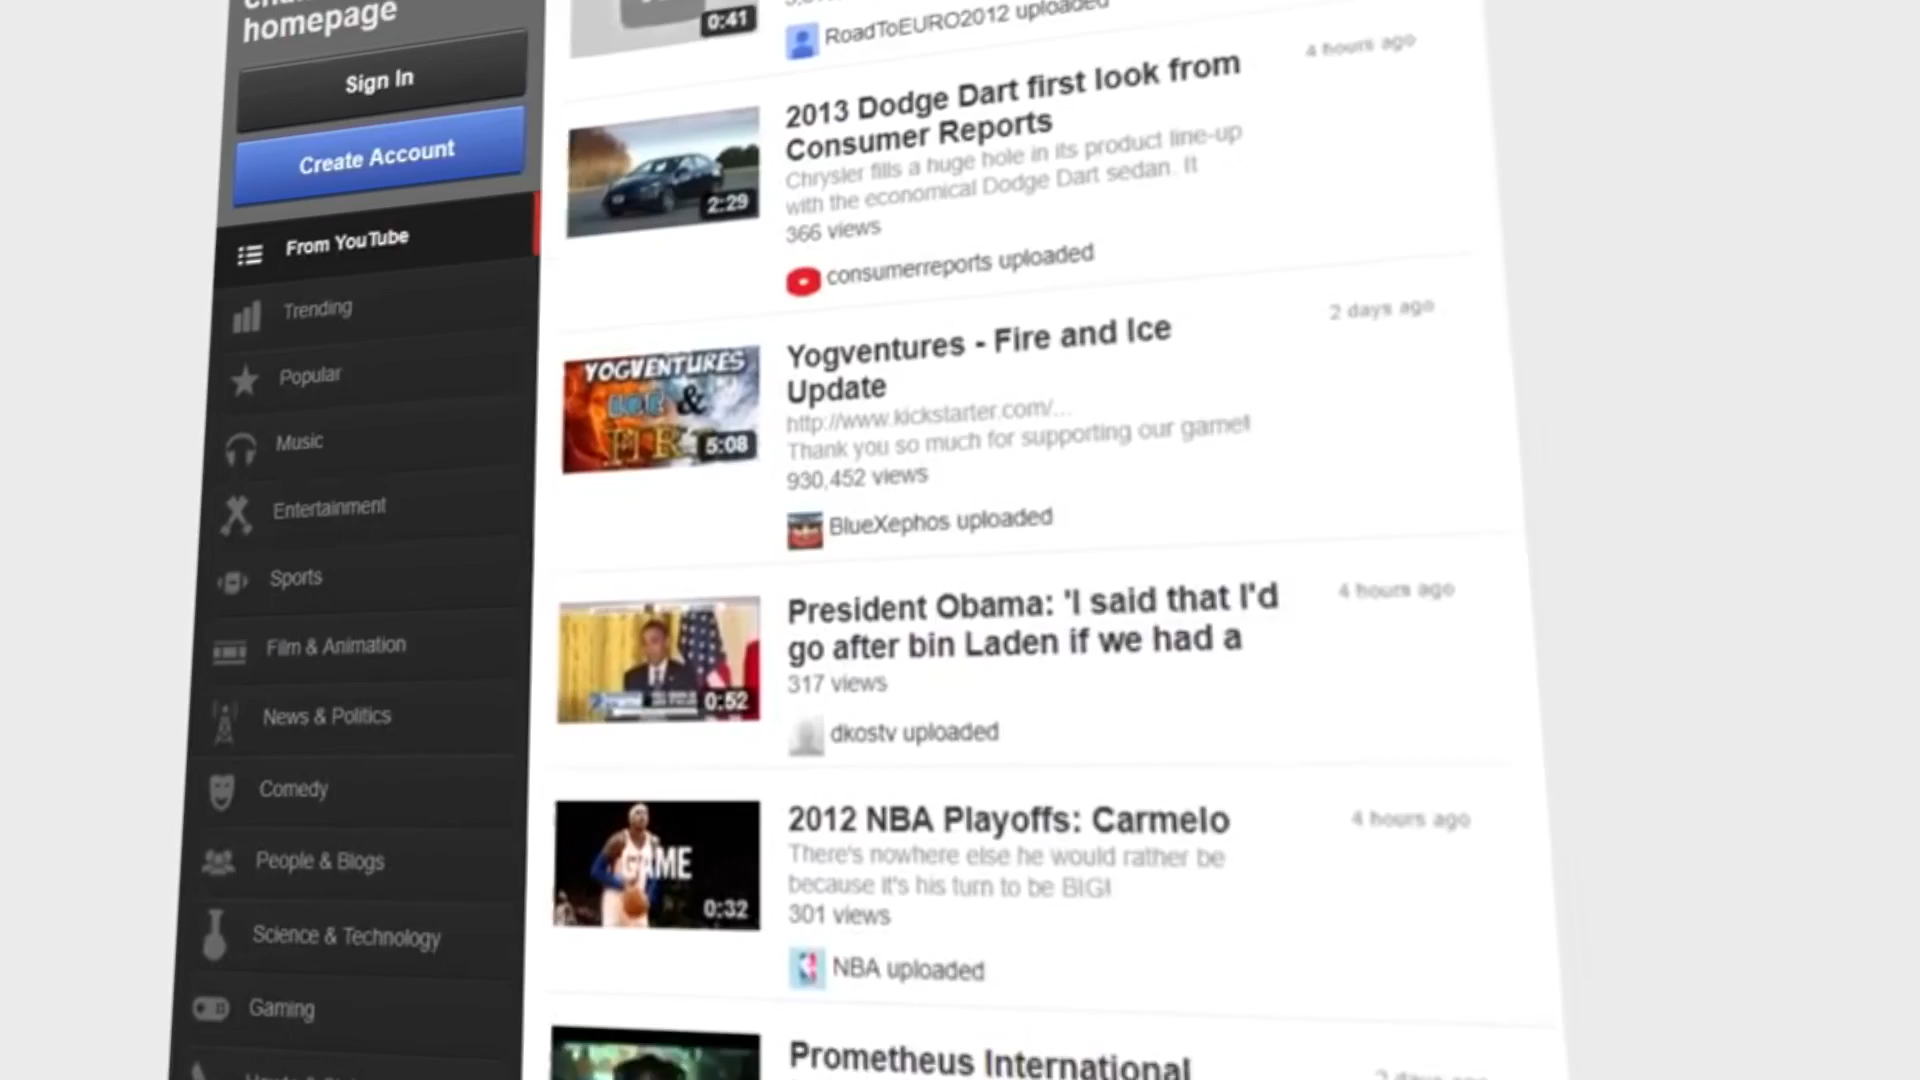 homepage
Sign In
Create Account
From YouTube
Trending
Popular
Music
Entertainment
Sports
Film & Animation
News & Politics
Comedy
People & Blogs
Science & Technology
Gaming
0:41
RoadToEURO2012 uploaded
4 hours ago
2013 Dodge Dart first look from
Consumer Reports
Chrysler fills a huge hole in its product line-up
with the economical Dodge Dart sedan. It
366 views
2:29
consumerreports uploaded
2 days ago
Yogventures - Fire and Ice
Update
http://www.kickstarter.com/...
Thank you so much for supporting our game!
930,452 views
YOGVENTURES
ICE &
5:08
BlueXephos uploaded
4 hours ago
President Obama: 'I said that I'd
go after bin Laden if we had a
317 views
0:52
dkostv uploaded
4 hours ago
2012 NBA Playoffs: Carmelo
There's nowhere else he would rather be
because it's his turn to be BIG!
301 views
GAME
0:32
NBA uploaded
Prometheus International